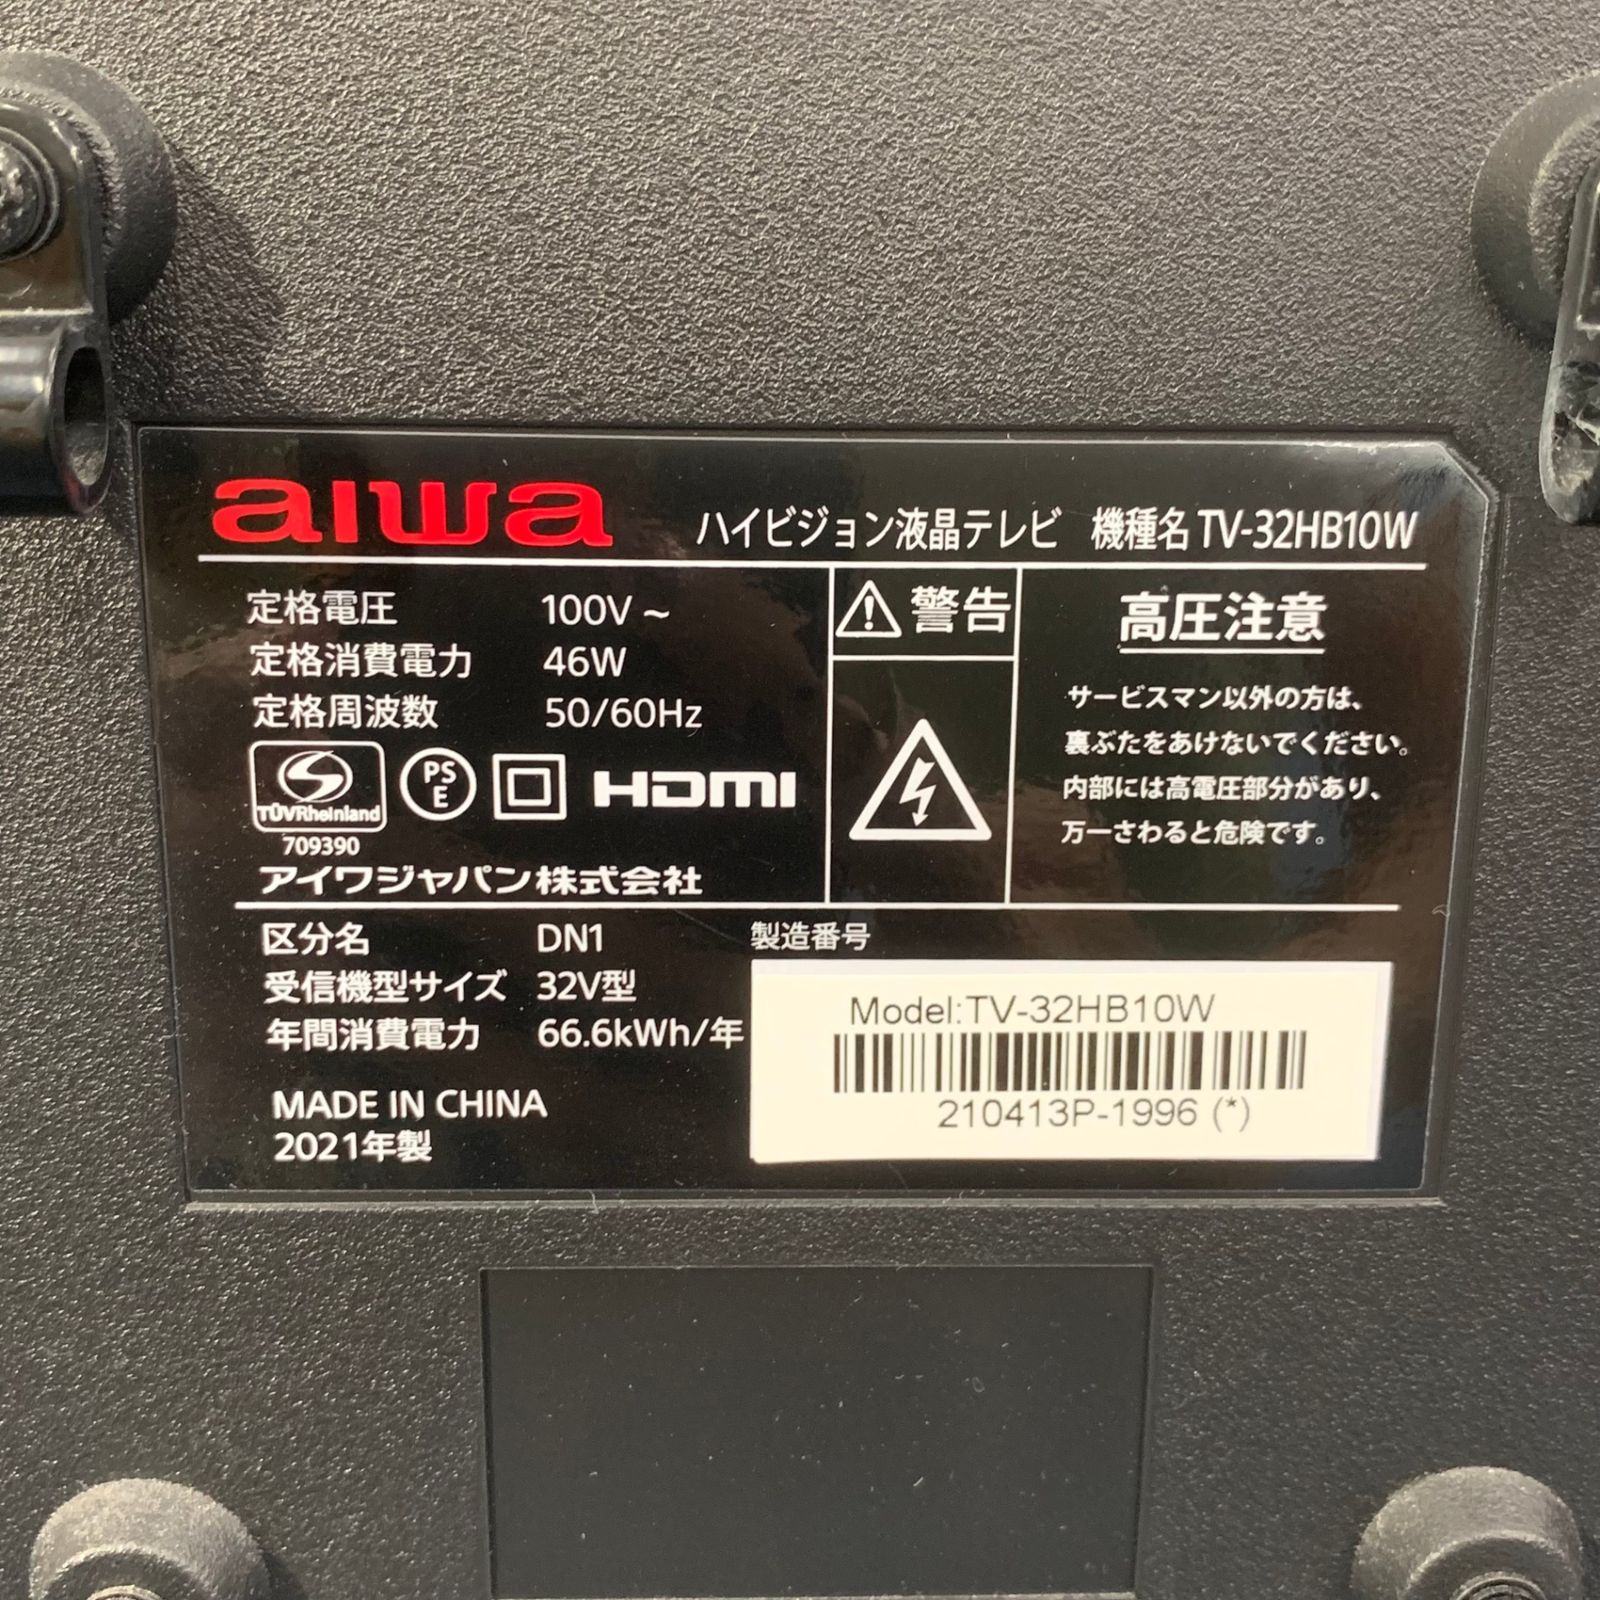 aiwa
ハイビジョン液晶テレビ 機種名 TV-32HB10W
定格電圧 100V～
定格消費電力 46W
定格周波数 50/60Hz
TÜVRheinland
709390
PS
E
HDMI
アイワジャパン株式会社
警告
高圧注意
サービスマン以外の方は、
裏ぶたをあけないでください。
内部には高電圧部分があり、
万一さわると危険です。
区分名 DN1
受信機型サイズ 32V型
年間消費電力 66.6kWh/年
MADE IN CHINA
2021年製
製造番号
Model:TV-32HB10W
210413P-1996 (*)